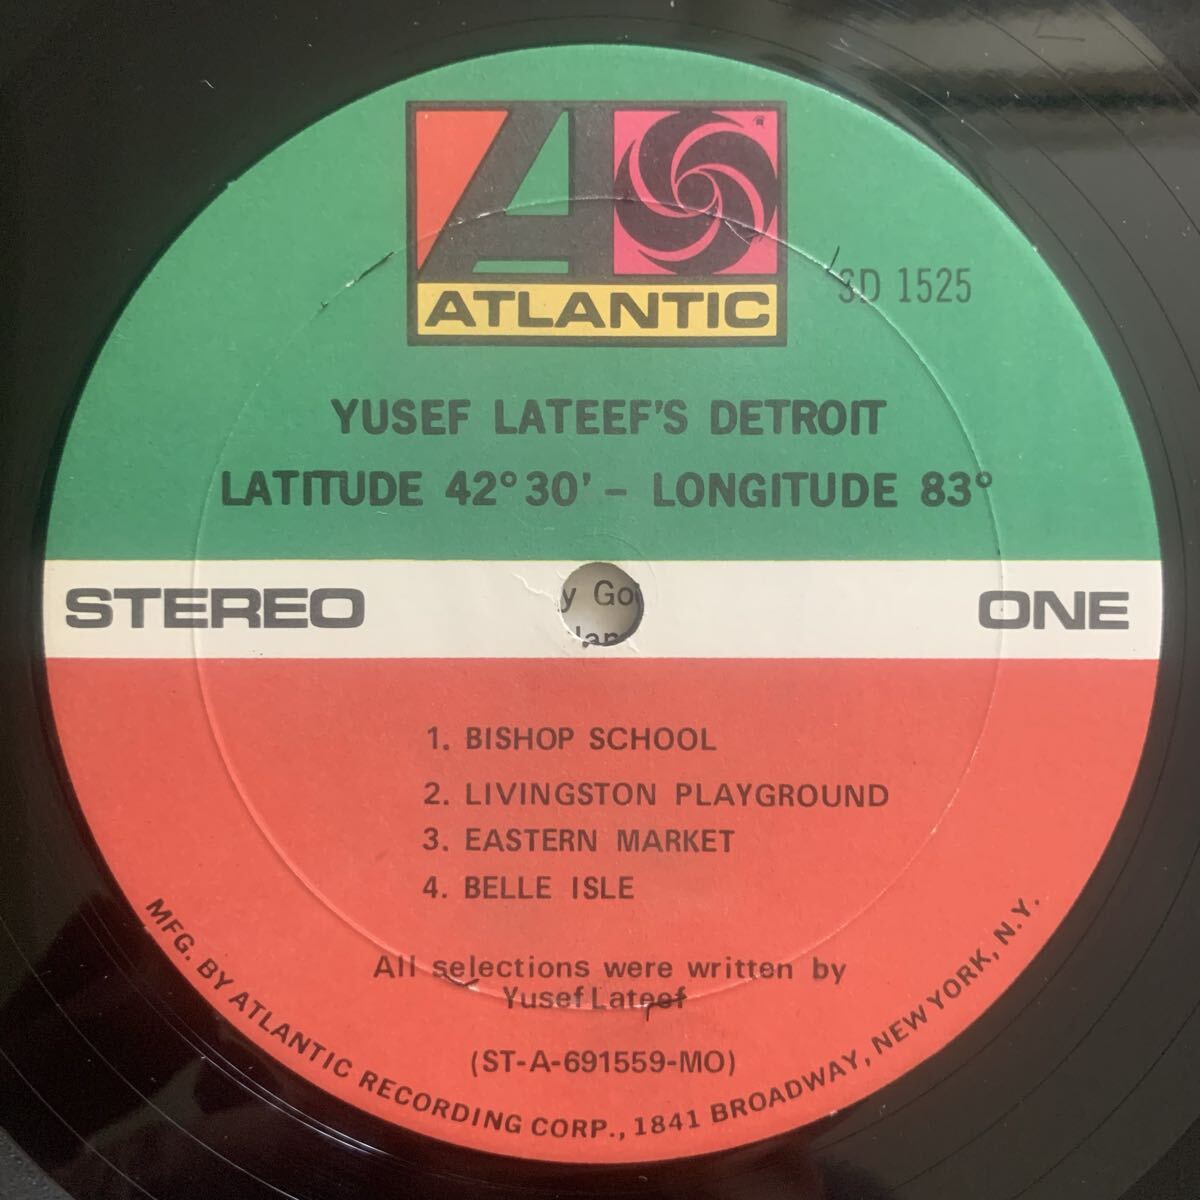 ATLANTIC
SD 1525
YUSEF LATEEF'S DETROIT
LATITUDE 42° 30' - LONGITUDE 83°
STEREO
ONE
y Go
lan
1. BISHOP SCHOOL
2. LIVINGSTON PLAYGROUND
3. EASTERN MARKET
4. BELLE ISLE
All selections were written by
Yusef Lateef
(ST-A-691559-MO)
MFG. BY ATLANTIC RECORDING CORP., 1841 BROADWAY, NEW YORK, N.Y.